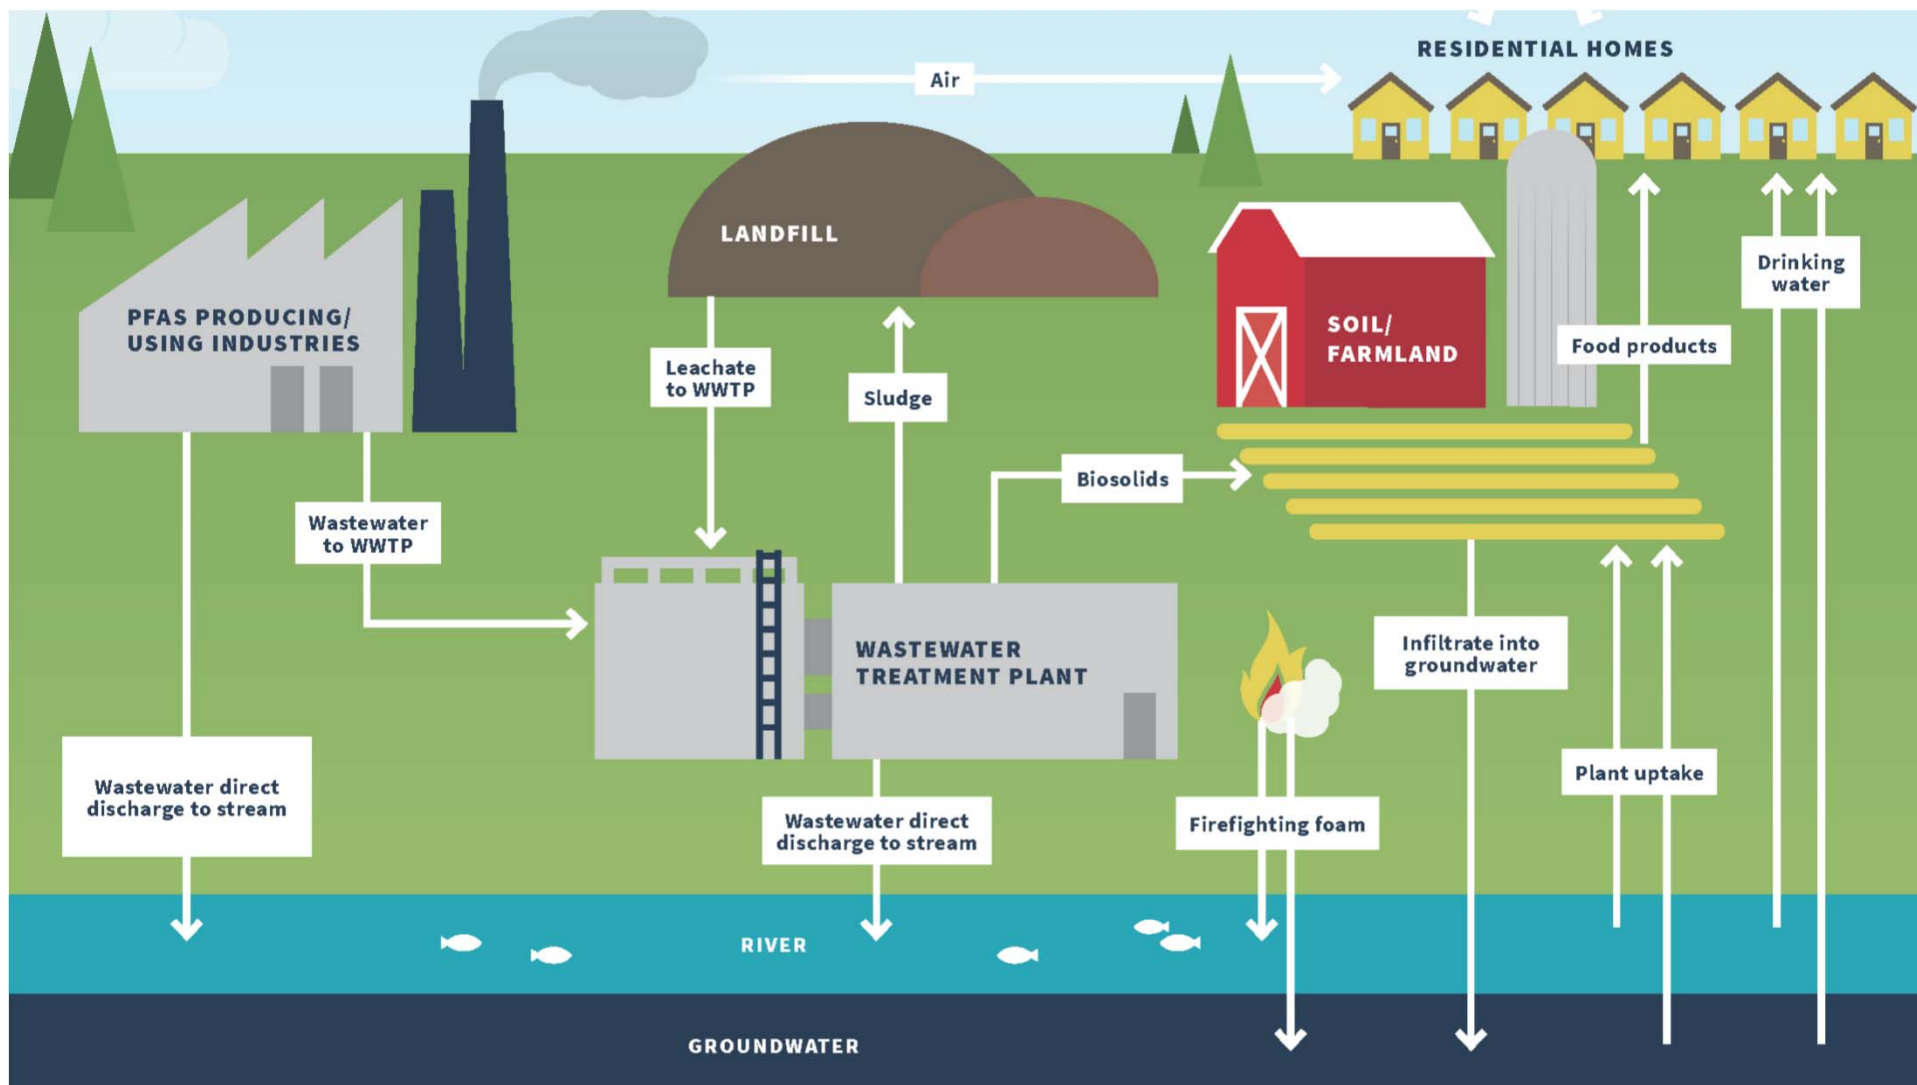 RESIDENTIAL HOMES
Air
LANDFILL
PFAS PRODUCING/
USING INDUSTRIES
Leachate
to WWTP
Sludge
SOIL/
FARMLAND
Food products
Drinking
water
Biosolids
Wastewater
to WWTP
WASTEWATER
TREATMENT PLANT
Infiltrate into
groundwater
Plant uptake
Wastewater direct
discharge to stream
Wastewater direct
discharge to stream
Firefighting foam
RIVER
GROUNDWATER